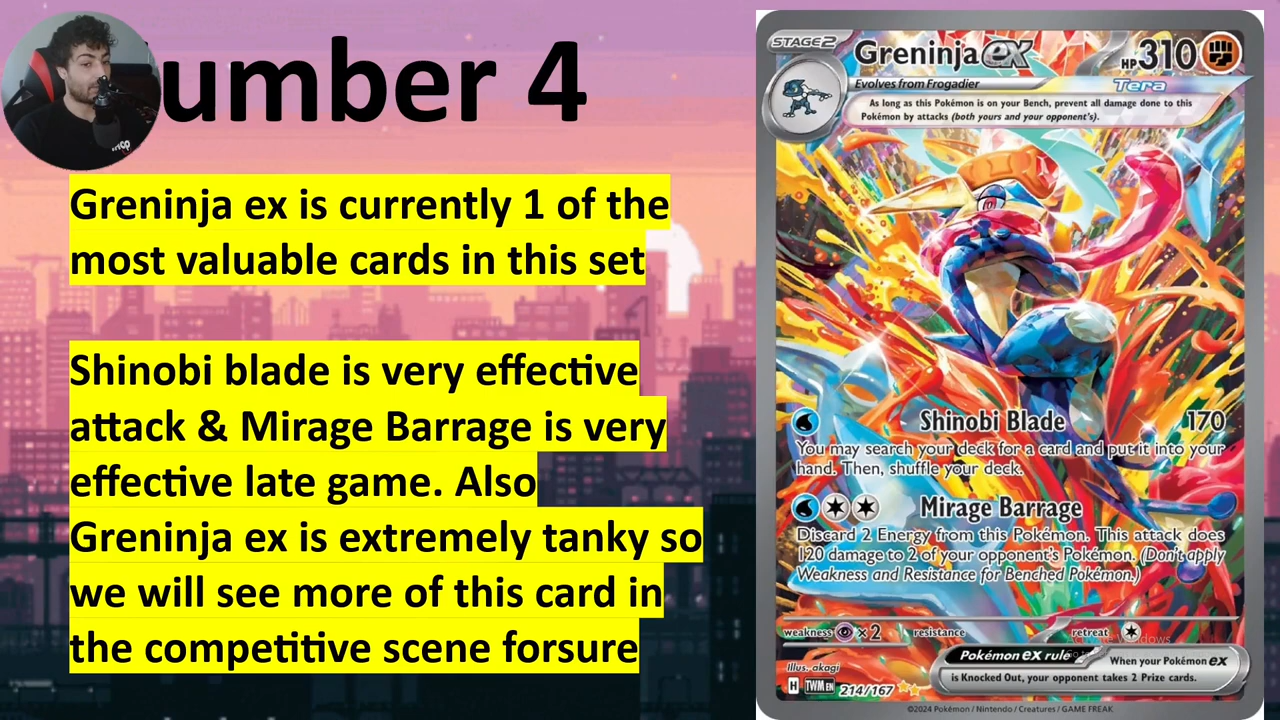 umber 4
Greninja ex is currently 1 of the
most valuable cards in this set
Shinobi blade is very effective
attack & Mirage Barrage is very
effective late game. Also
Greninja ex is extremely tanky so
we will see more of this card in
the competitive scene forsure
STAGE2
Greninja ex HP 310
Evolves from Frogadier Tera
As long as this Pokémon is on your Bench, prevent all damage done to this
Pokémon by attacks (both yours and your opponent's).
Shinobi Blade 170
You may search your deck for a card and put it into your
hand. Then, shuffle your deck.
Mirage Barrage
Discard 2 Energy from this Pokémon. This attack does
120 damage to 2 of your opponent's Pokémon. (Don't apply
Weakness and Resistance for Benched Pokémon.)
weakness x2 resistance retreat
Illus. akagi
Pokémon ex rule
When your Pokémon ex
is Knocked Out, your opponent takes 2 Prize cards.
H TWM EN 214/167
©2024 Pokémon / Nintendo / Creatures / GAME FREAK